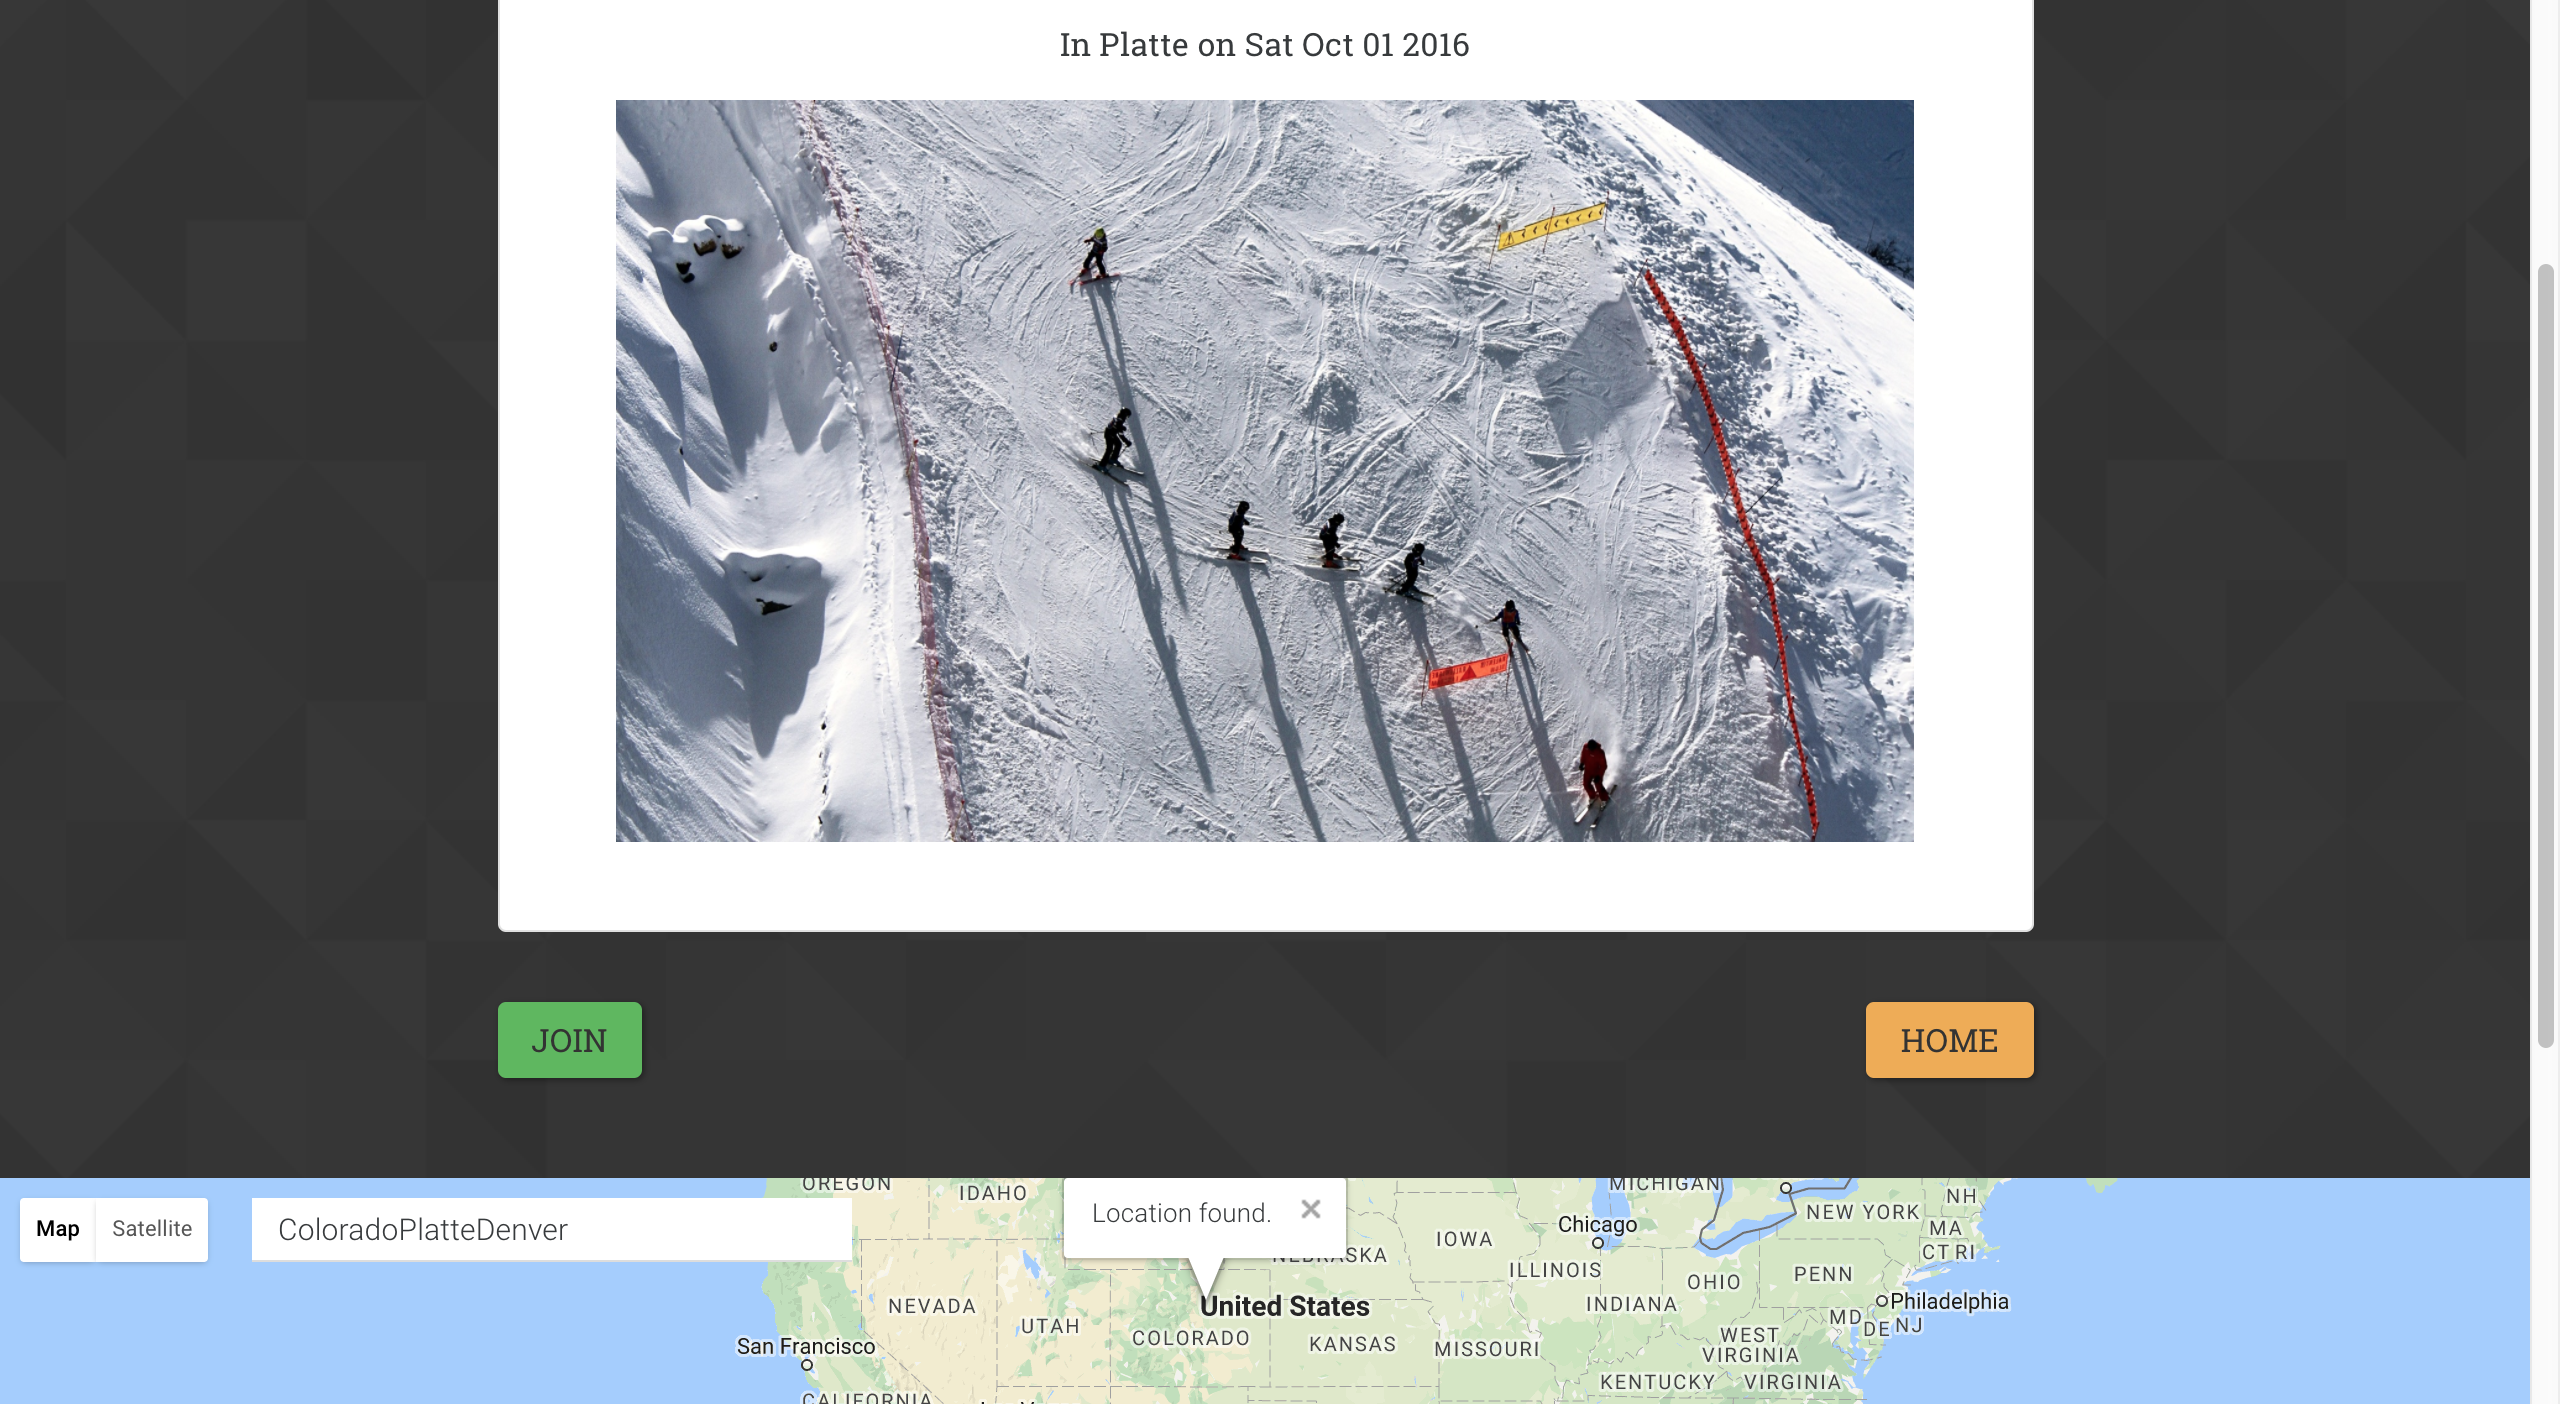 In Platte on Sat Oct 01 2016
JOIN
HOME
Map
Satellite
ColoradoPlatteDenver
Location found.
OREGON
IDAHO
NEBRASKA
IOWA
Chicago
MICHIGAN
NEW YORK
NH
MA
CT RI
ILLINOIS
OHIO
PENN
NEVADA
UTAH
United States
COLORADO
KANSAS
MISSOURI
INDIANA
Philadelphia
MD
DE
NJ
WEST
VIRGINIA
San Francisco
KENTUCKY
VIRGINIA
CALIFORNIA